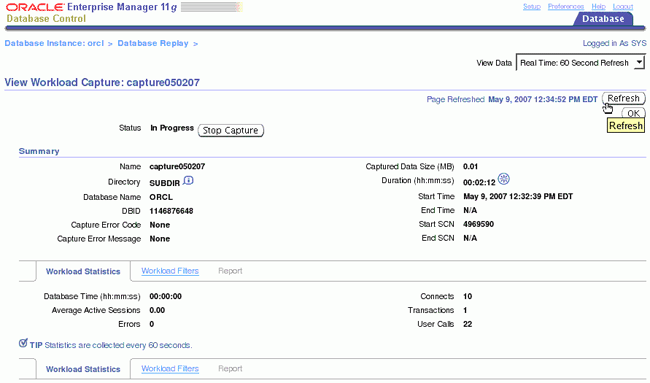 ORACLE Enterprise Manager 11g
Database Control
Setup Preferences Help Logout
Database
Database Instance: orcl > Database Replay >
Logged in As SYS
View Data Real Time: 60 Second Refresh
View Workload Capture: capture050207
Page Refreshed May 9, 2007 12:34:52 PM EDT Refresh
OK
Refresh
Status In Progress Stop Capture
Summary
Name capture050207
Directory SUBDIR
Database Name ORCL
DBID 1146876648
Capture Error Code None
Capture Error Message None
Captured Data Size (MB) 0.01
Duration (hh:mm:ss) 00:02:12
Start Time May 9, 2007 12:32:39 PM EDT
End Time N/A
Start SCN 4969590
End SCN N/A
Workload Statistics Workload Filters Report
Database Time (hh:mm:ss) 00:00:00
Average Active Sessions 0.00
Errors 0
Connects 10
Transactions 1
User Calls 22
TIP Statistics are collected every 60 seconds.
Workload Statistics Workload Filters Report